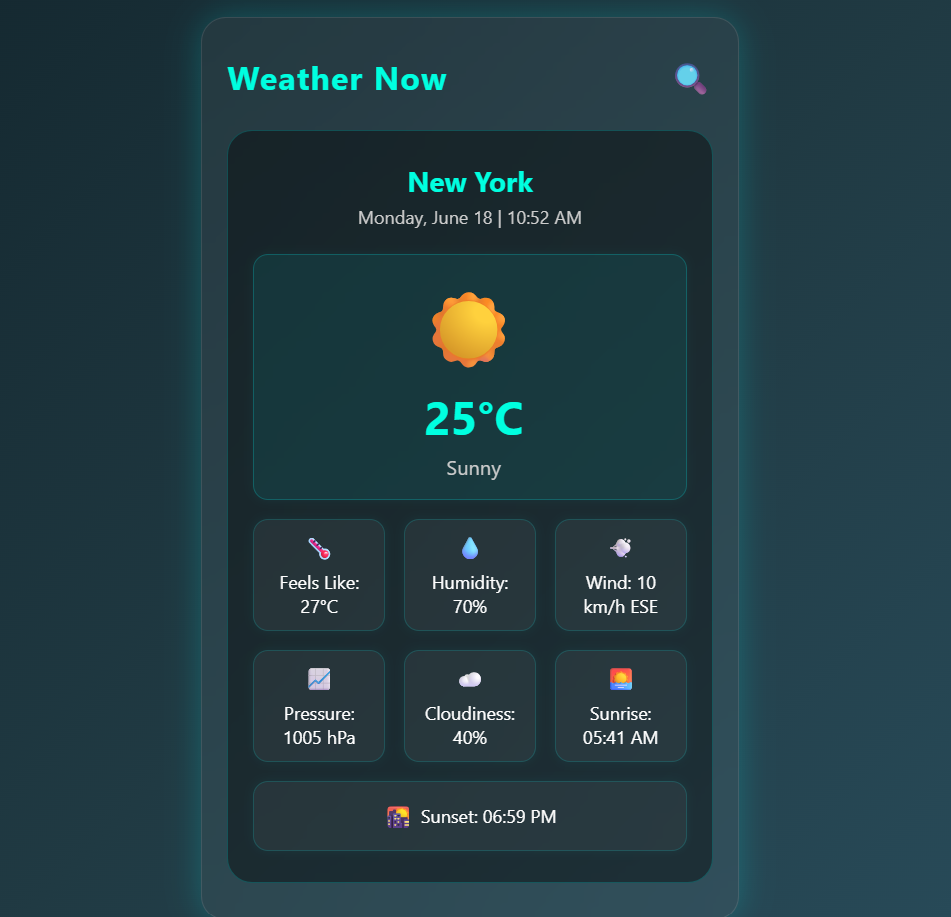 Weather Now
New York
Monday, June 18 | 10:52 AM
25°C
Sunny
Feels Like:
27°C
Humidity:
70%
Wind: 10
km/h ESE
Pressure:
1005 hPa
Cloudiness:
40%
Sunrise:
05:41 AM
Sunset: 06:59 PM